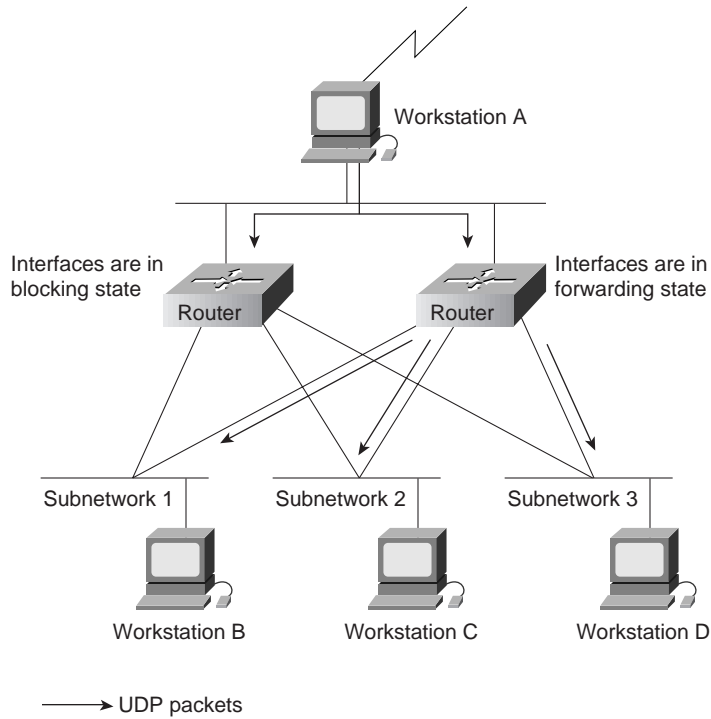 Workstation A
Interfaces are in
blocking state
Interfaces are in
forwarding state
Router
Router
Subnetwork 1
Subnetwork 2
Subnetwork 3
Workstation B
Workstation C
Workstation D
UDP packets